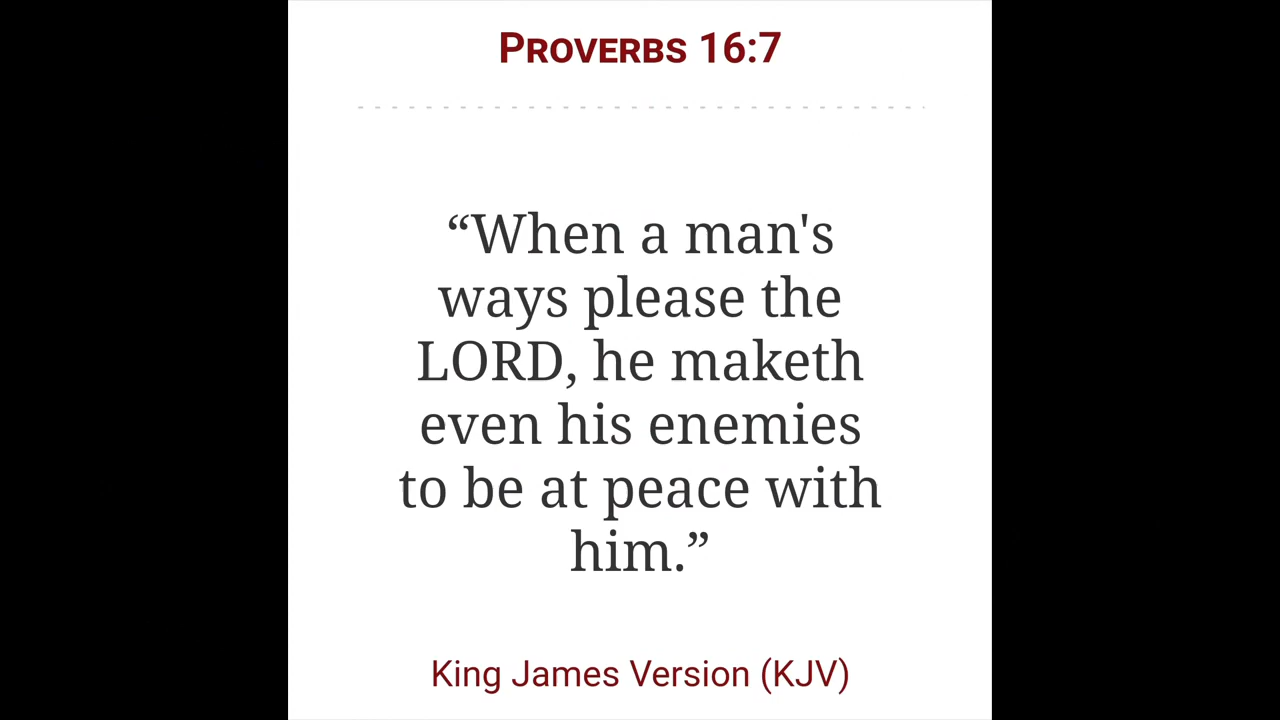 PROVERBS 16:7
“When a man's
ways please the
LORD, he maketh
even his enemies
to be at peace with
him.”
King James Version (KJV)